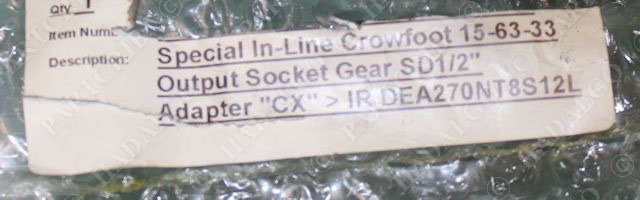 Qty 1
Item Num
Description: Special In-Line Crowfoot 15-63-33
Output Socket Gear SD1/2"
Adapter "CX" > IR DEA270NT8S12L